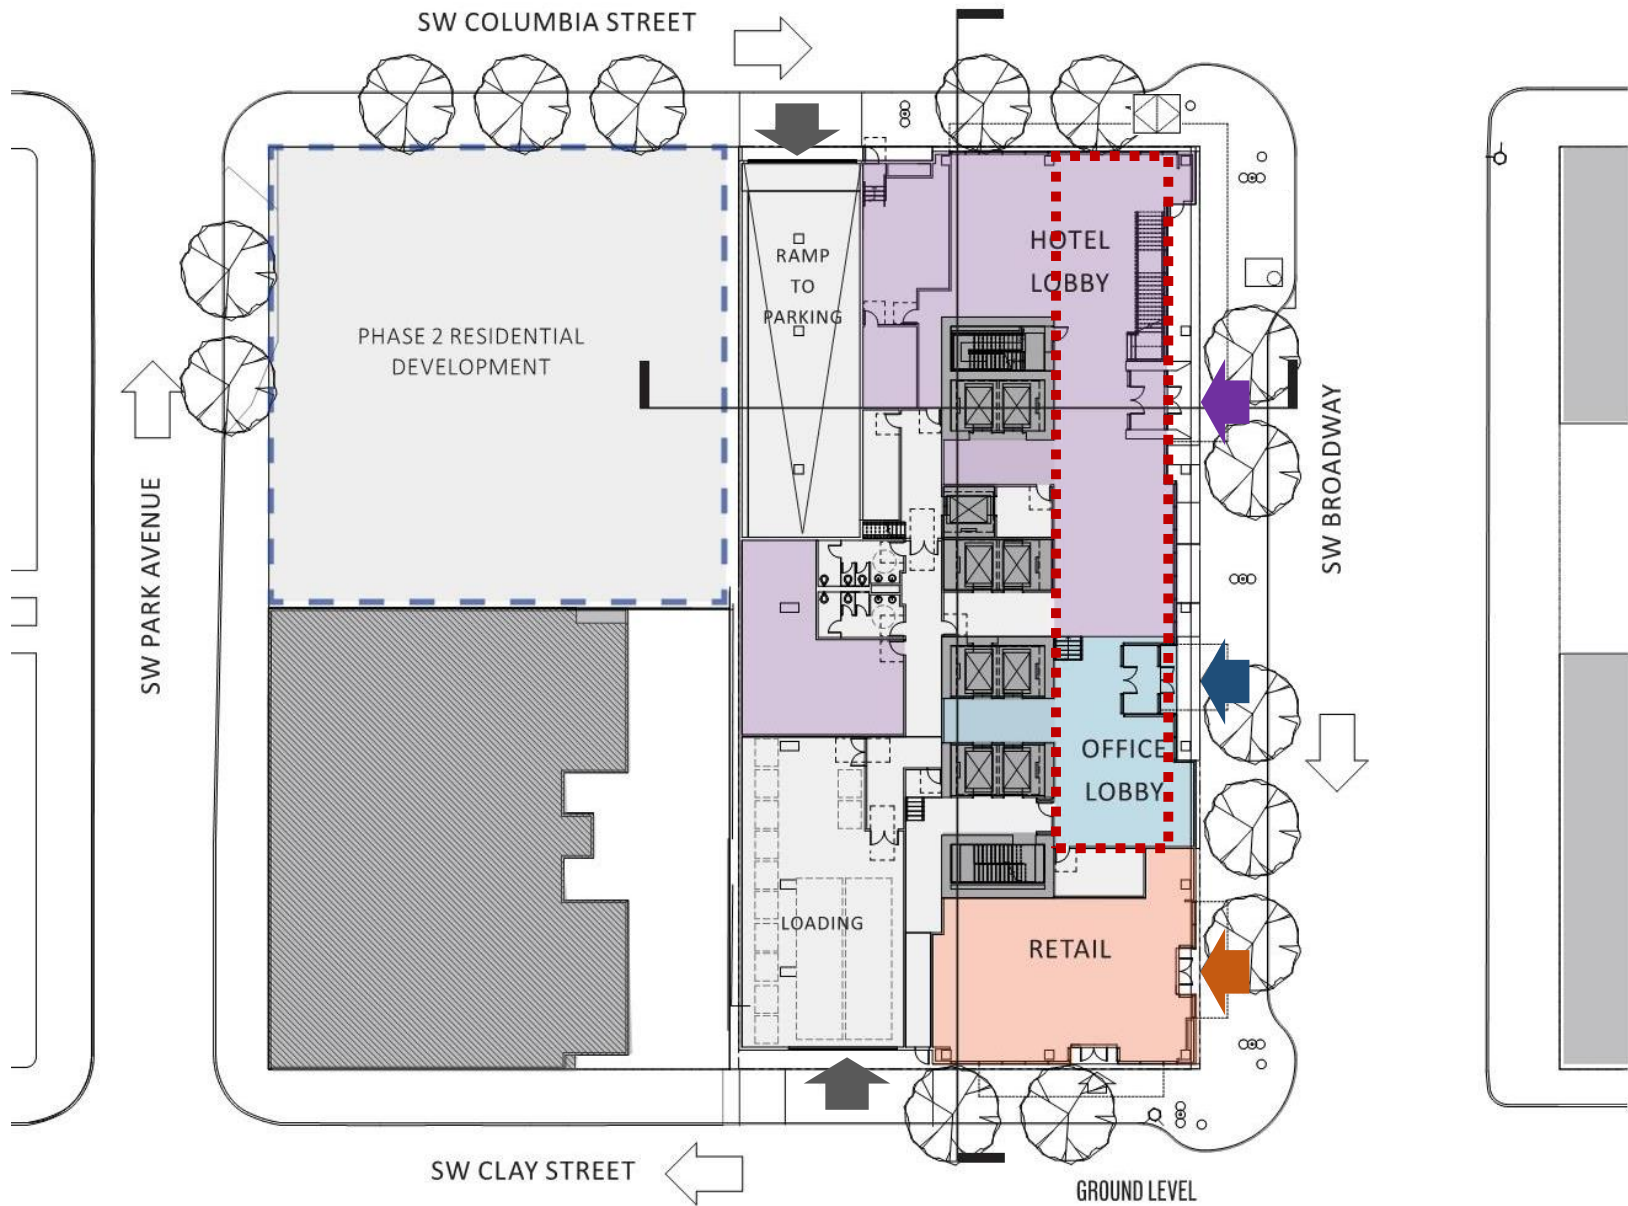 SW COLUMBIA STREET
HOTEL
LOBBY
RAMP
TO
PARKING
PHASE 2 RESIDENTIAL
DEVELOPMENT
SW PARK AVENUE
SW BROADWAY
OFFICE
LOBBY
LOADING
RETAIL
SW CLAY STREET
GROUND LEVEL